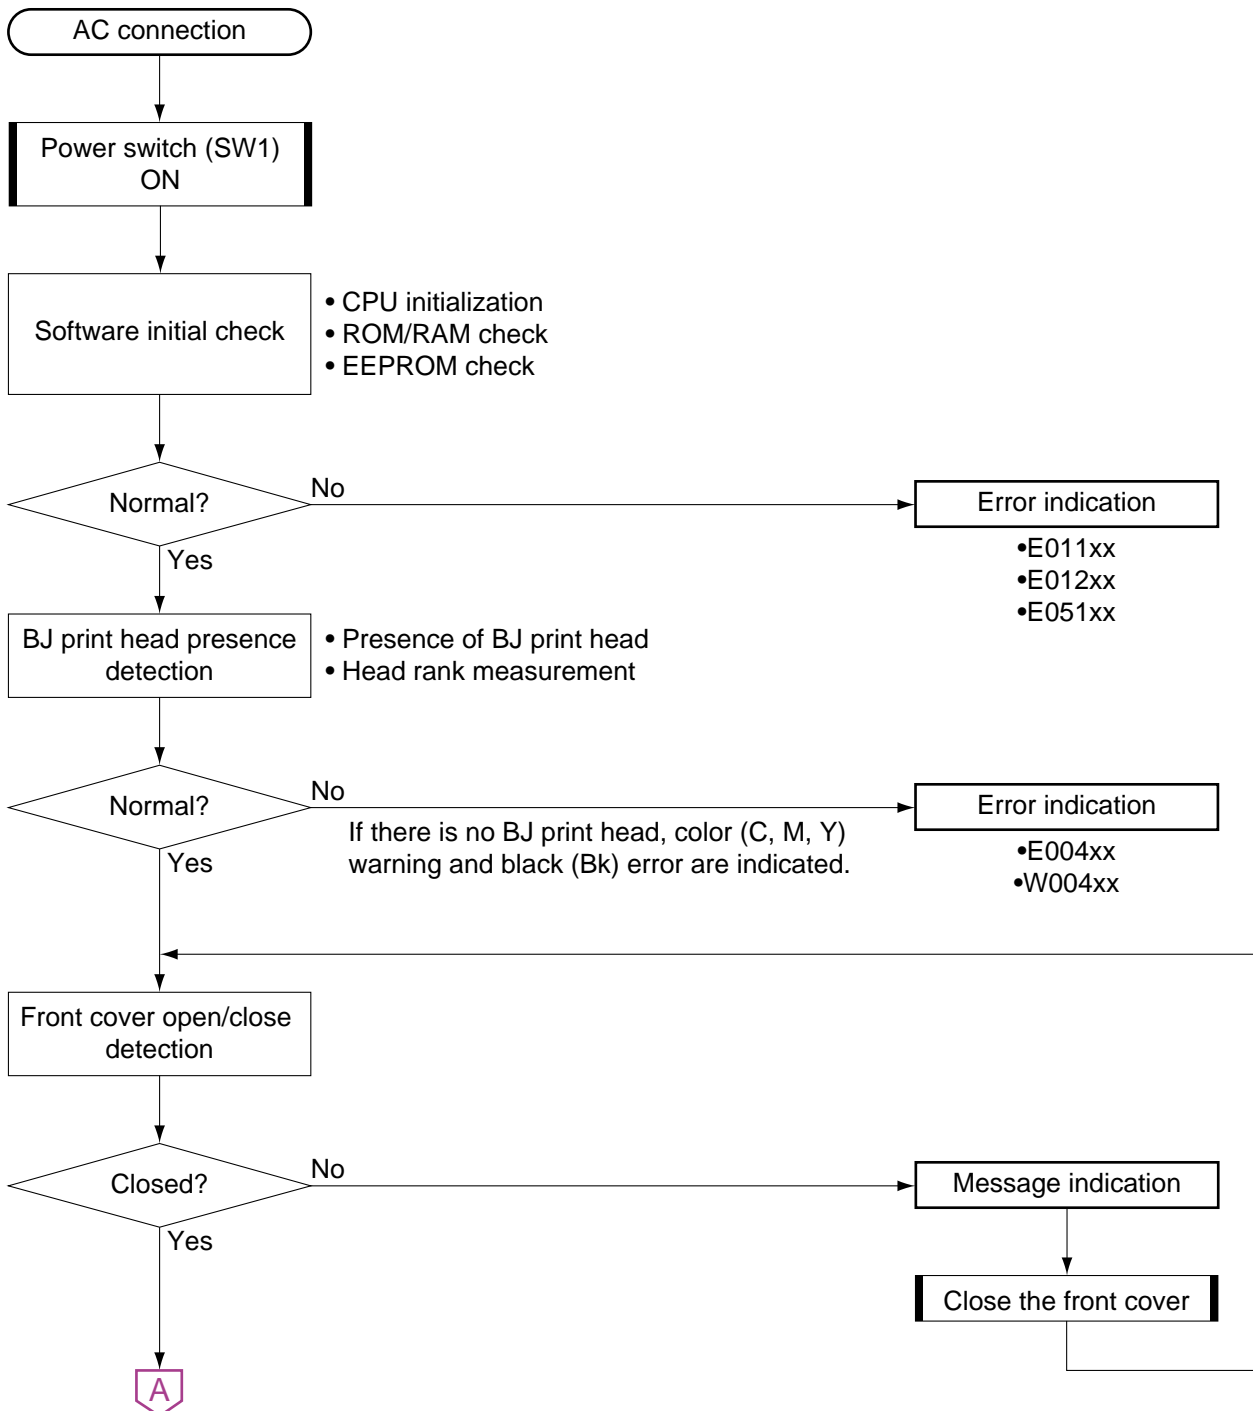 AC connection
Power switch (SW1)
ON
Software initial check
• CPU initialization
• ROM/RAM check
• EEPROM check
Normal?
No
Yes
Error indication
•E011xx
•E012xx
•E051xx
BJ print head presence
detection
• Presence of BJ print head
• Head rank measurement
Normal?
No
Yes
If there is no BJ print head, color (C, M, Y)
warning and black (Bk) error are indicated.
Error indication
•E004xx
•W004xx
Front cover open/close
detection
Closed?
No
Yes
Message indication
Close the front cover
A